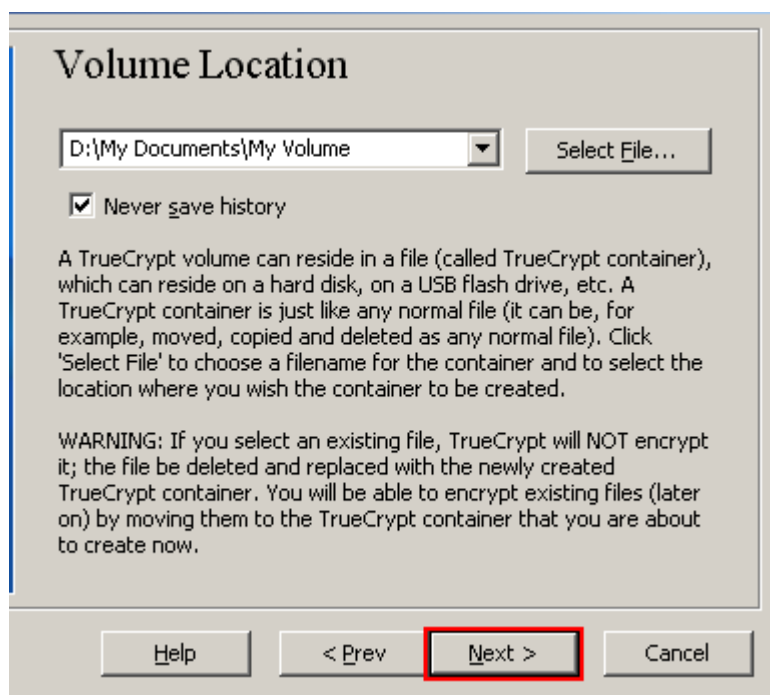 Volume Location
D:\My Documents\My Volume
Select File...
Never save history
A TrueCrypt volume can reside in a file (called TrueCrypt container),
which can reside on a hard disk, on a USB flash drive, etc. A
TrueCrypt container is just like any normal file (it can be, for
example, moved, copied and deleted as any normal file). Click
'Select File' to choose a filename for the container and to select the
location where you wish the container to be created.
WARNING: If you select an existing file, TrueCrypt will NOT encrypt
it; the file be deleted and replaced with the newly created
TrueCrypt container. You will be able to encrypt existing files (later
on) by moving them to the TrueCrypt container that you are about
to create now.
Help
< Prev
Next >
Cancel